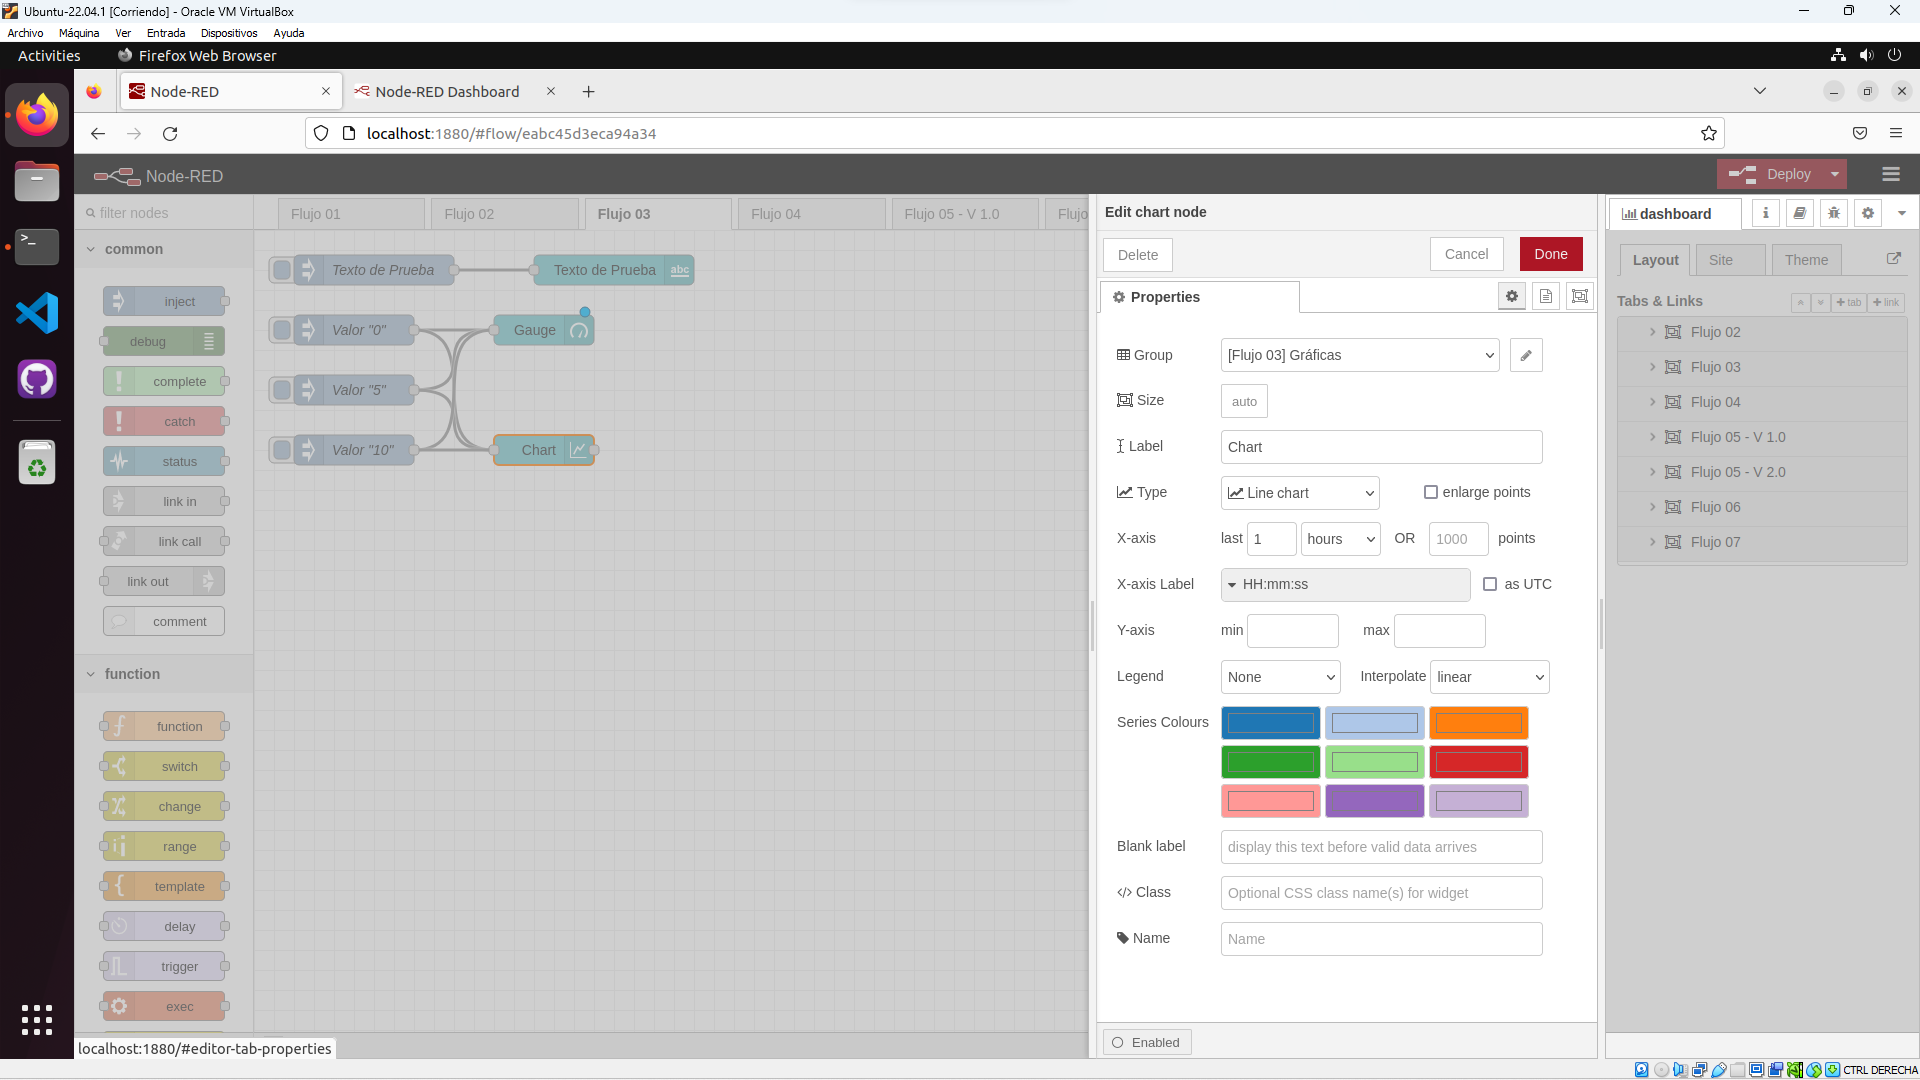 Ubuntu-22.04.1 [Corriendo] - Oracle VM VirtualBox
Archivo Máquina Ver Entrada Dispositivos Ayuda
Activities Firefox Web Browser
Node-RED Node-RED Dashboard
localhost:1880/#flow/eabc45d3eca94a34
Node-RED Deploy
filter nodes
common
inject
debug
complete
catch
status
link in
link call
link out
comment
function
function
switch
change
range
template
delay
trigger
exec
Flujo 01 Flujo 02 Flujo 03 Flujo 04 Flujo 05 - V 1.0 Flujo
Texto de Prueba Texto de Prueba abc
Valor "0" Gauge
Valor "5"
Valor "10" Chart
Edit chart node
Delete Cancel Done
Properties
Group [Flujo 03] Gráficas
Size auto
Label Chart
Type Line chart enlarge points
X-axis last 1 hours OR 1000 points
X-axis Label HH:mm:ss as UTC
Y-axis min max
Legend None Interpolate linear
Series Colours
Blank label display this text before valid data arrives
Class Optional CSS class name(s) for widget
Name Name
Enabled
dashboard
Layout Site Theme
Tabs & Links tab link
Flujo 02
Flujo 03
Flujo 04
Flujo 05 - V 1.0
Flujo 05 - V 2.0
Flujo 06
Flujo 07
localhost:1880/#editor-tab-properties
CTRL DERECHA